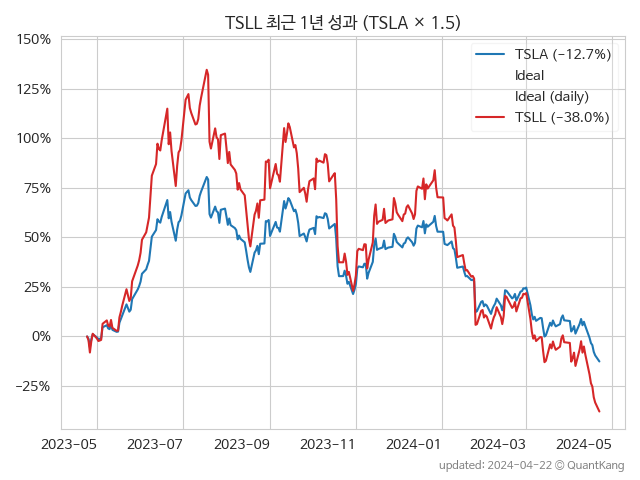 TSLL 최근 1년 성과 (TSLA × 1.5)
150%
125%
100%
75%
50%
25%
0%
−25%
TSLA (−12.7%)
Ideal
Ideal (daily)
TSLL (−38.0%)
2023-05
2023-07
2023-09
2023-11
2024-01
2024-03
2024-05
updated: 2024-04-22 © QuantKang